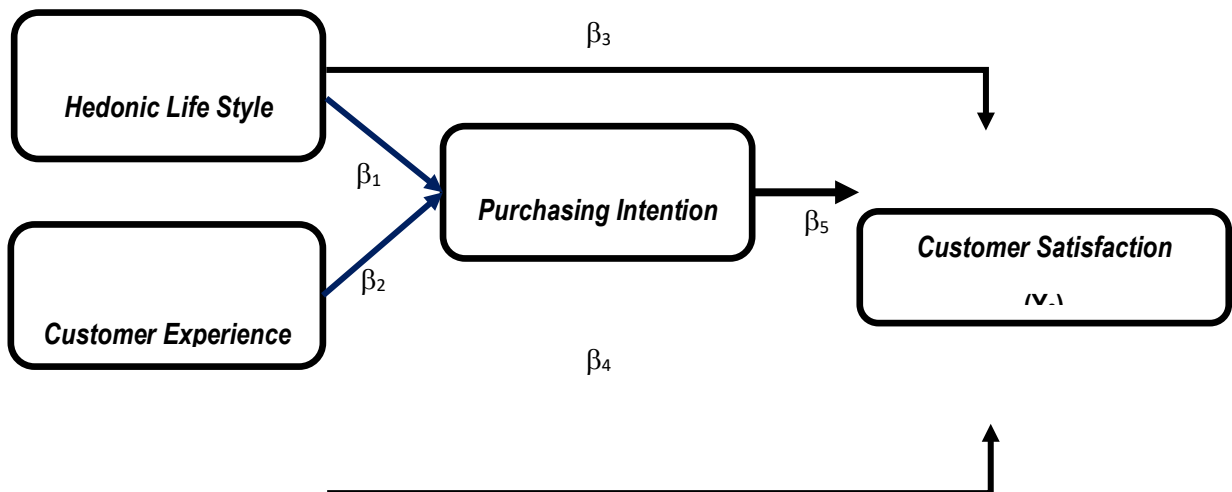 β3
Hedonic Life Style
β1
Purchasing Intention
β5
Customer Satisfaction
β2
Customer Experience
β4